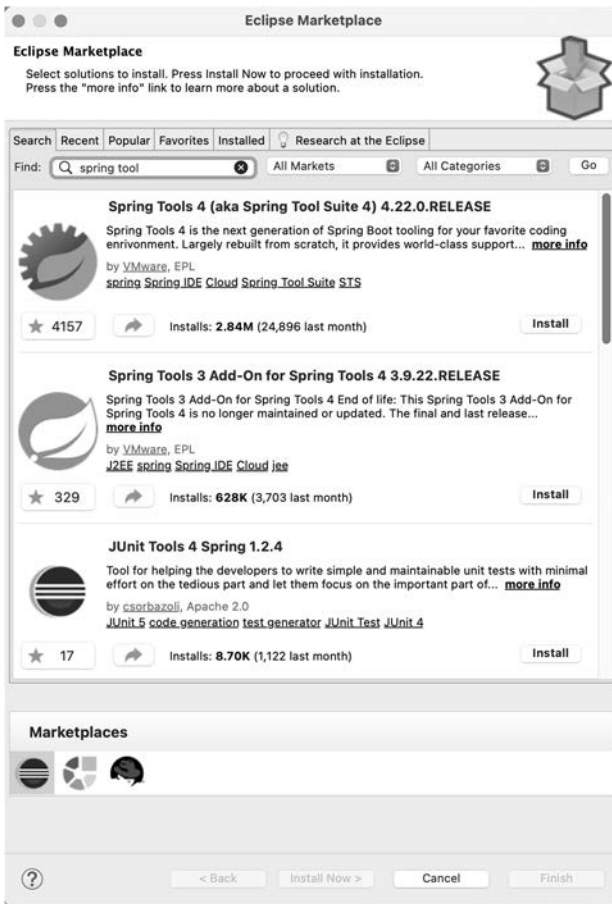 Eclipse Marketplace
Eclipse Marketplace
Select solutions to install. Press Install Now to proceed with installation.
Press the "more info" link to learn more about a solution.
Search Recent Popular Favorites Installed Research at the Eclipse
Find: spring tool All Markets All Categories Go
Spring Tools 4 (aka Spring Tool Suite 4) 4.22.0.RELEASE
Spring Tools 4 is the next generation of Spring Boot tooling for your favorite coding
enrivonment. Largely rebuilt from scratch, it provides world-class support... more info
by VMware, EPL
spring Spring IDE Cloud Spring Tool Suite STS
4157 Installs: 2.84M (24,896 last month) Install
Spring Tools 3 Add-On for Spring Tools 4 3.9.22.RELEASE
Spring Tools 3 Add-On for Spring Tools 4 End of life: This Spring Tools 3 Add-On for
Spring Tools 4 is no longer maintained or updated. The final and last release...
more info
by VMware, EPL
J2EE spring Spring IDE Cloud jee
329 Installs: 628K (3,703 last month) Install
JUnit Tools 4 Spring 1.2.4
Tool for helping the developers to write simple and maintainable unit tests with minimal
effort on the tedious part and let them focus on the important part of... more info
by csorbazoli, Apache 2.0
JUnit 5 code generation test generator JUnit Test JUnit 4
17 Installs: 8.70K (1,122 last month) Install
Marketplaces
? < Back Install Now > Cancel Finish